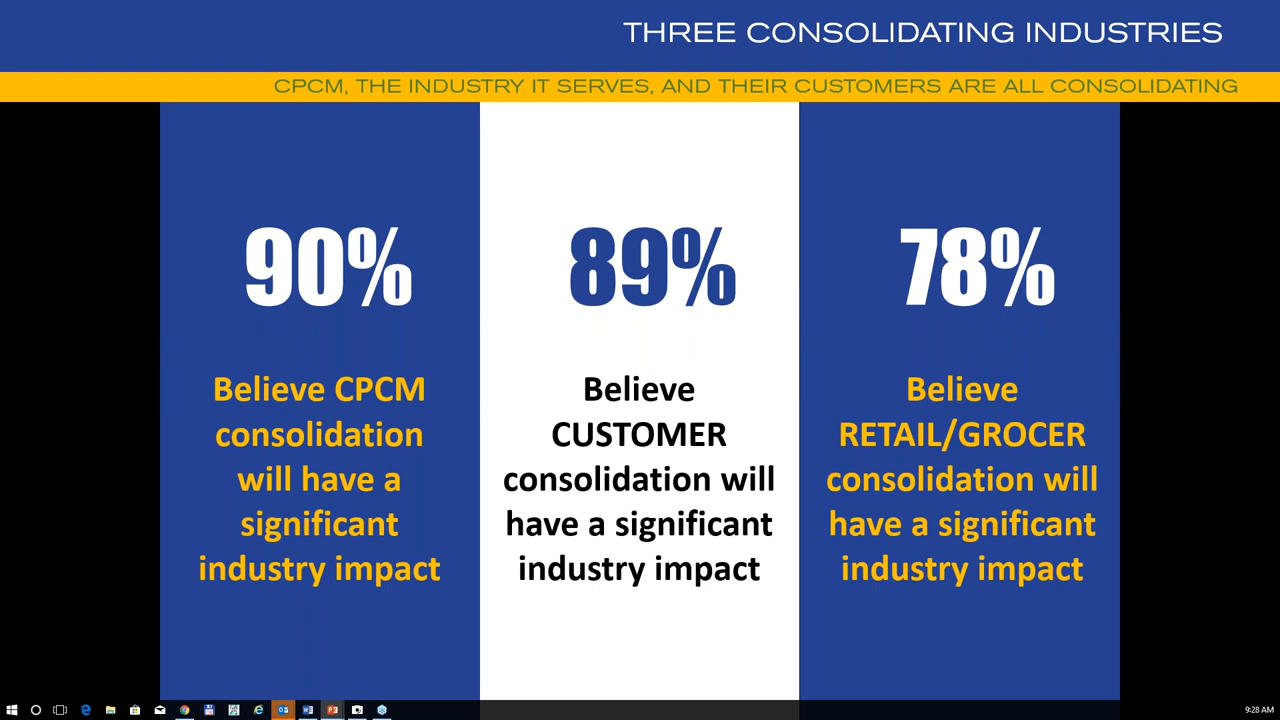 THREE CONSOLIDATING INDUSTRIES
CPCM, THE INDUSTRY IT SERVES, AND THEIR CUSTOMERS ARE ALL CONSOLIDATING
90%
Believe CPCM
consolidation
will have a
significant
industry impact
89%
Believe
CUSTOMER
consolidation will
have a significant
industry impact
78%
Believe
RETAIL/GROCER
consolidation will
have a significant
industry impact
9:28 AM